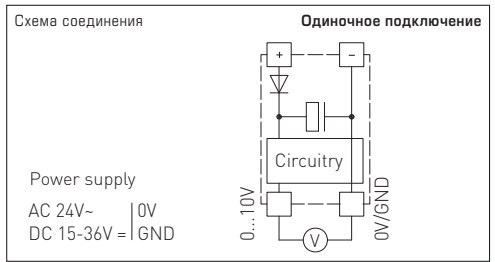 Схема соединения
Одиночное подключение
+ −
Circuitry
Power supply
AC 24V~ | 0V
DC 15-36V = | GND
0...10V
0V/GND
V